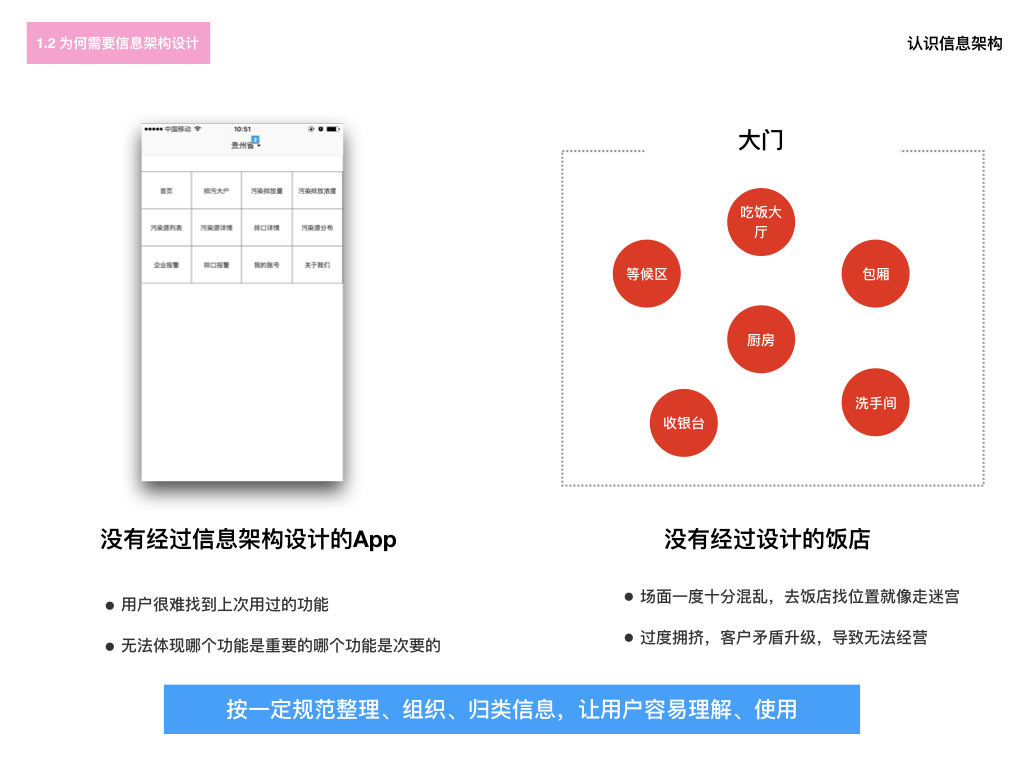 1.2 为何需要信息架构设计
认识信息架构
中国移动
10:51
贵州省
2
首页
排污大户
污染排放量
污染排放浓度
污染源列表
污染源详情
排口详情
污染源分布
企业报警
排口报警
我的账号
关于我们
大门
吃饭大
厅
等候区
包厢
厨房
洗手间
收银台
没有经过信息架构设计的App
用户很难找到上次用过的功能
无法体现哪个功能是重要的哪个功能是次要的
没有经过设计的饭店
场面一度十分混乱，去饭店找位置就像走迷宫
过度拥挤，客户矛盾升级，导致无法经营
按一定规范整理、组织、归类信息，让用户容易理解、使用